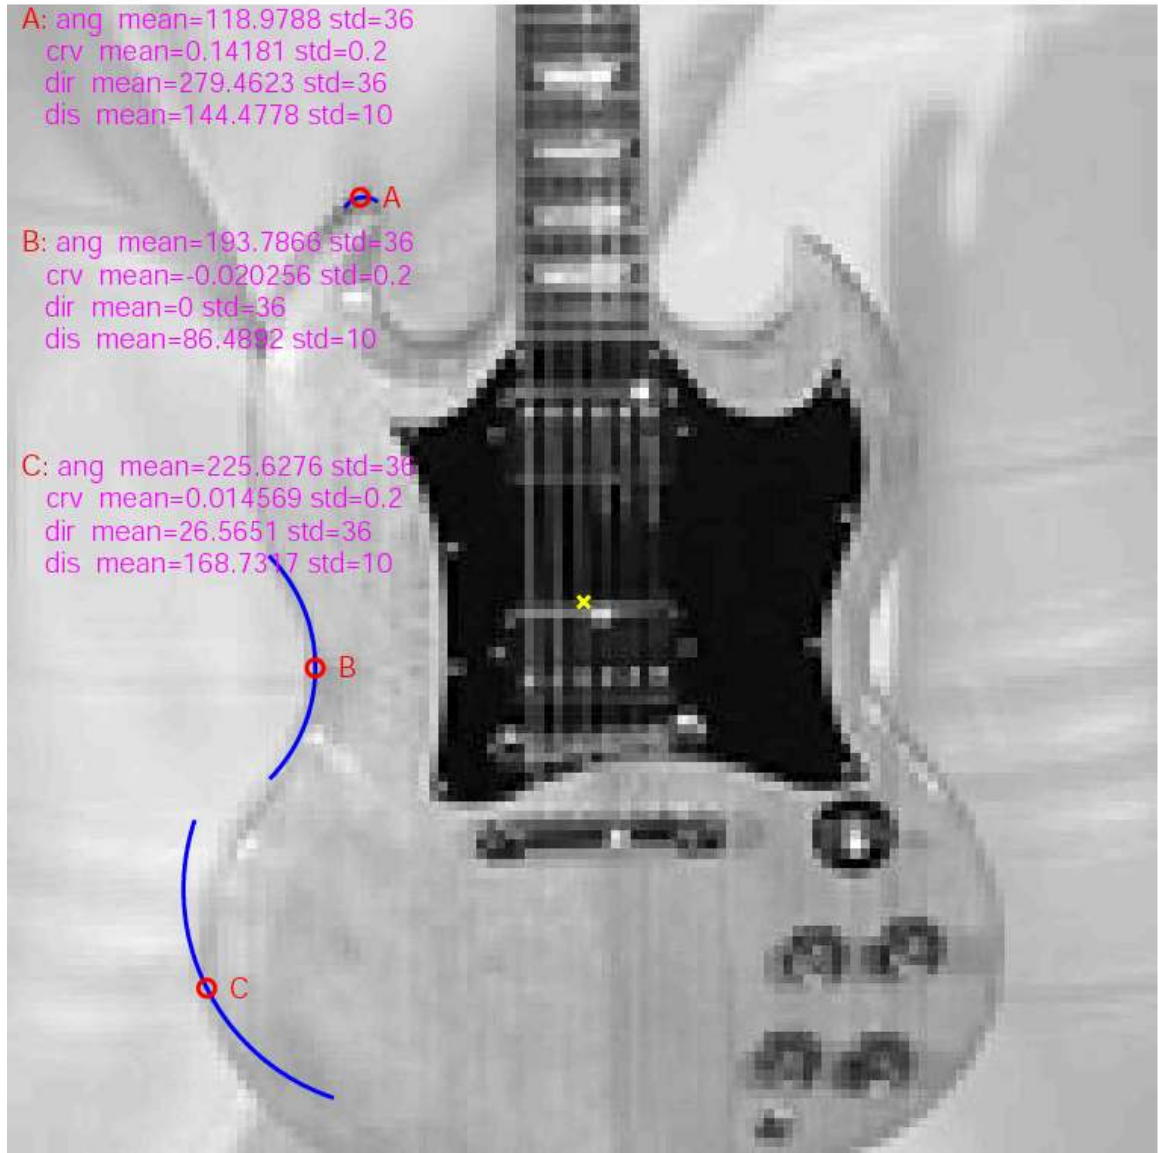 A: ang mean=118.9788 std=36
crv mean=0.14181 std=0.2
dir mean=279.4623 std=36
dis mean=144.4778 std=10
A
B: ang mean=193.7866 std=36
crv mean=-0.020256 std=0.2
dir mean=0 std=36
dis mean=86.4892 std=10
C: ang mean=225.6276 std=36
crv mean=0.014569 std=0.2
dir mean=26.5651 std=36
dis mean=168.7317 std=10
B
C